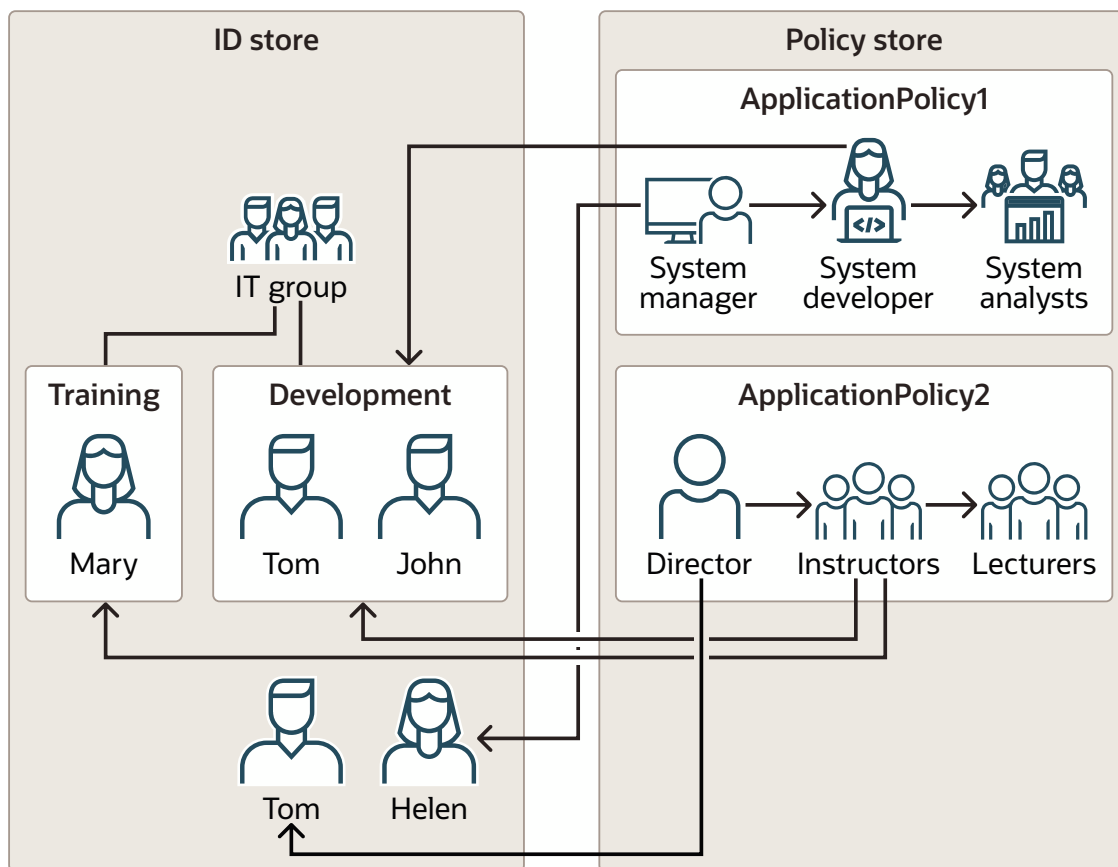 ID store
IT group
Training
Mary
Development
Tom
John
Tom
Helen
Policy store
ApplicationPolicy1
</>
System
manager
System
developer
System
analysts
ApplicationPolicy2
Director
Instructors
Lecturers